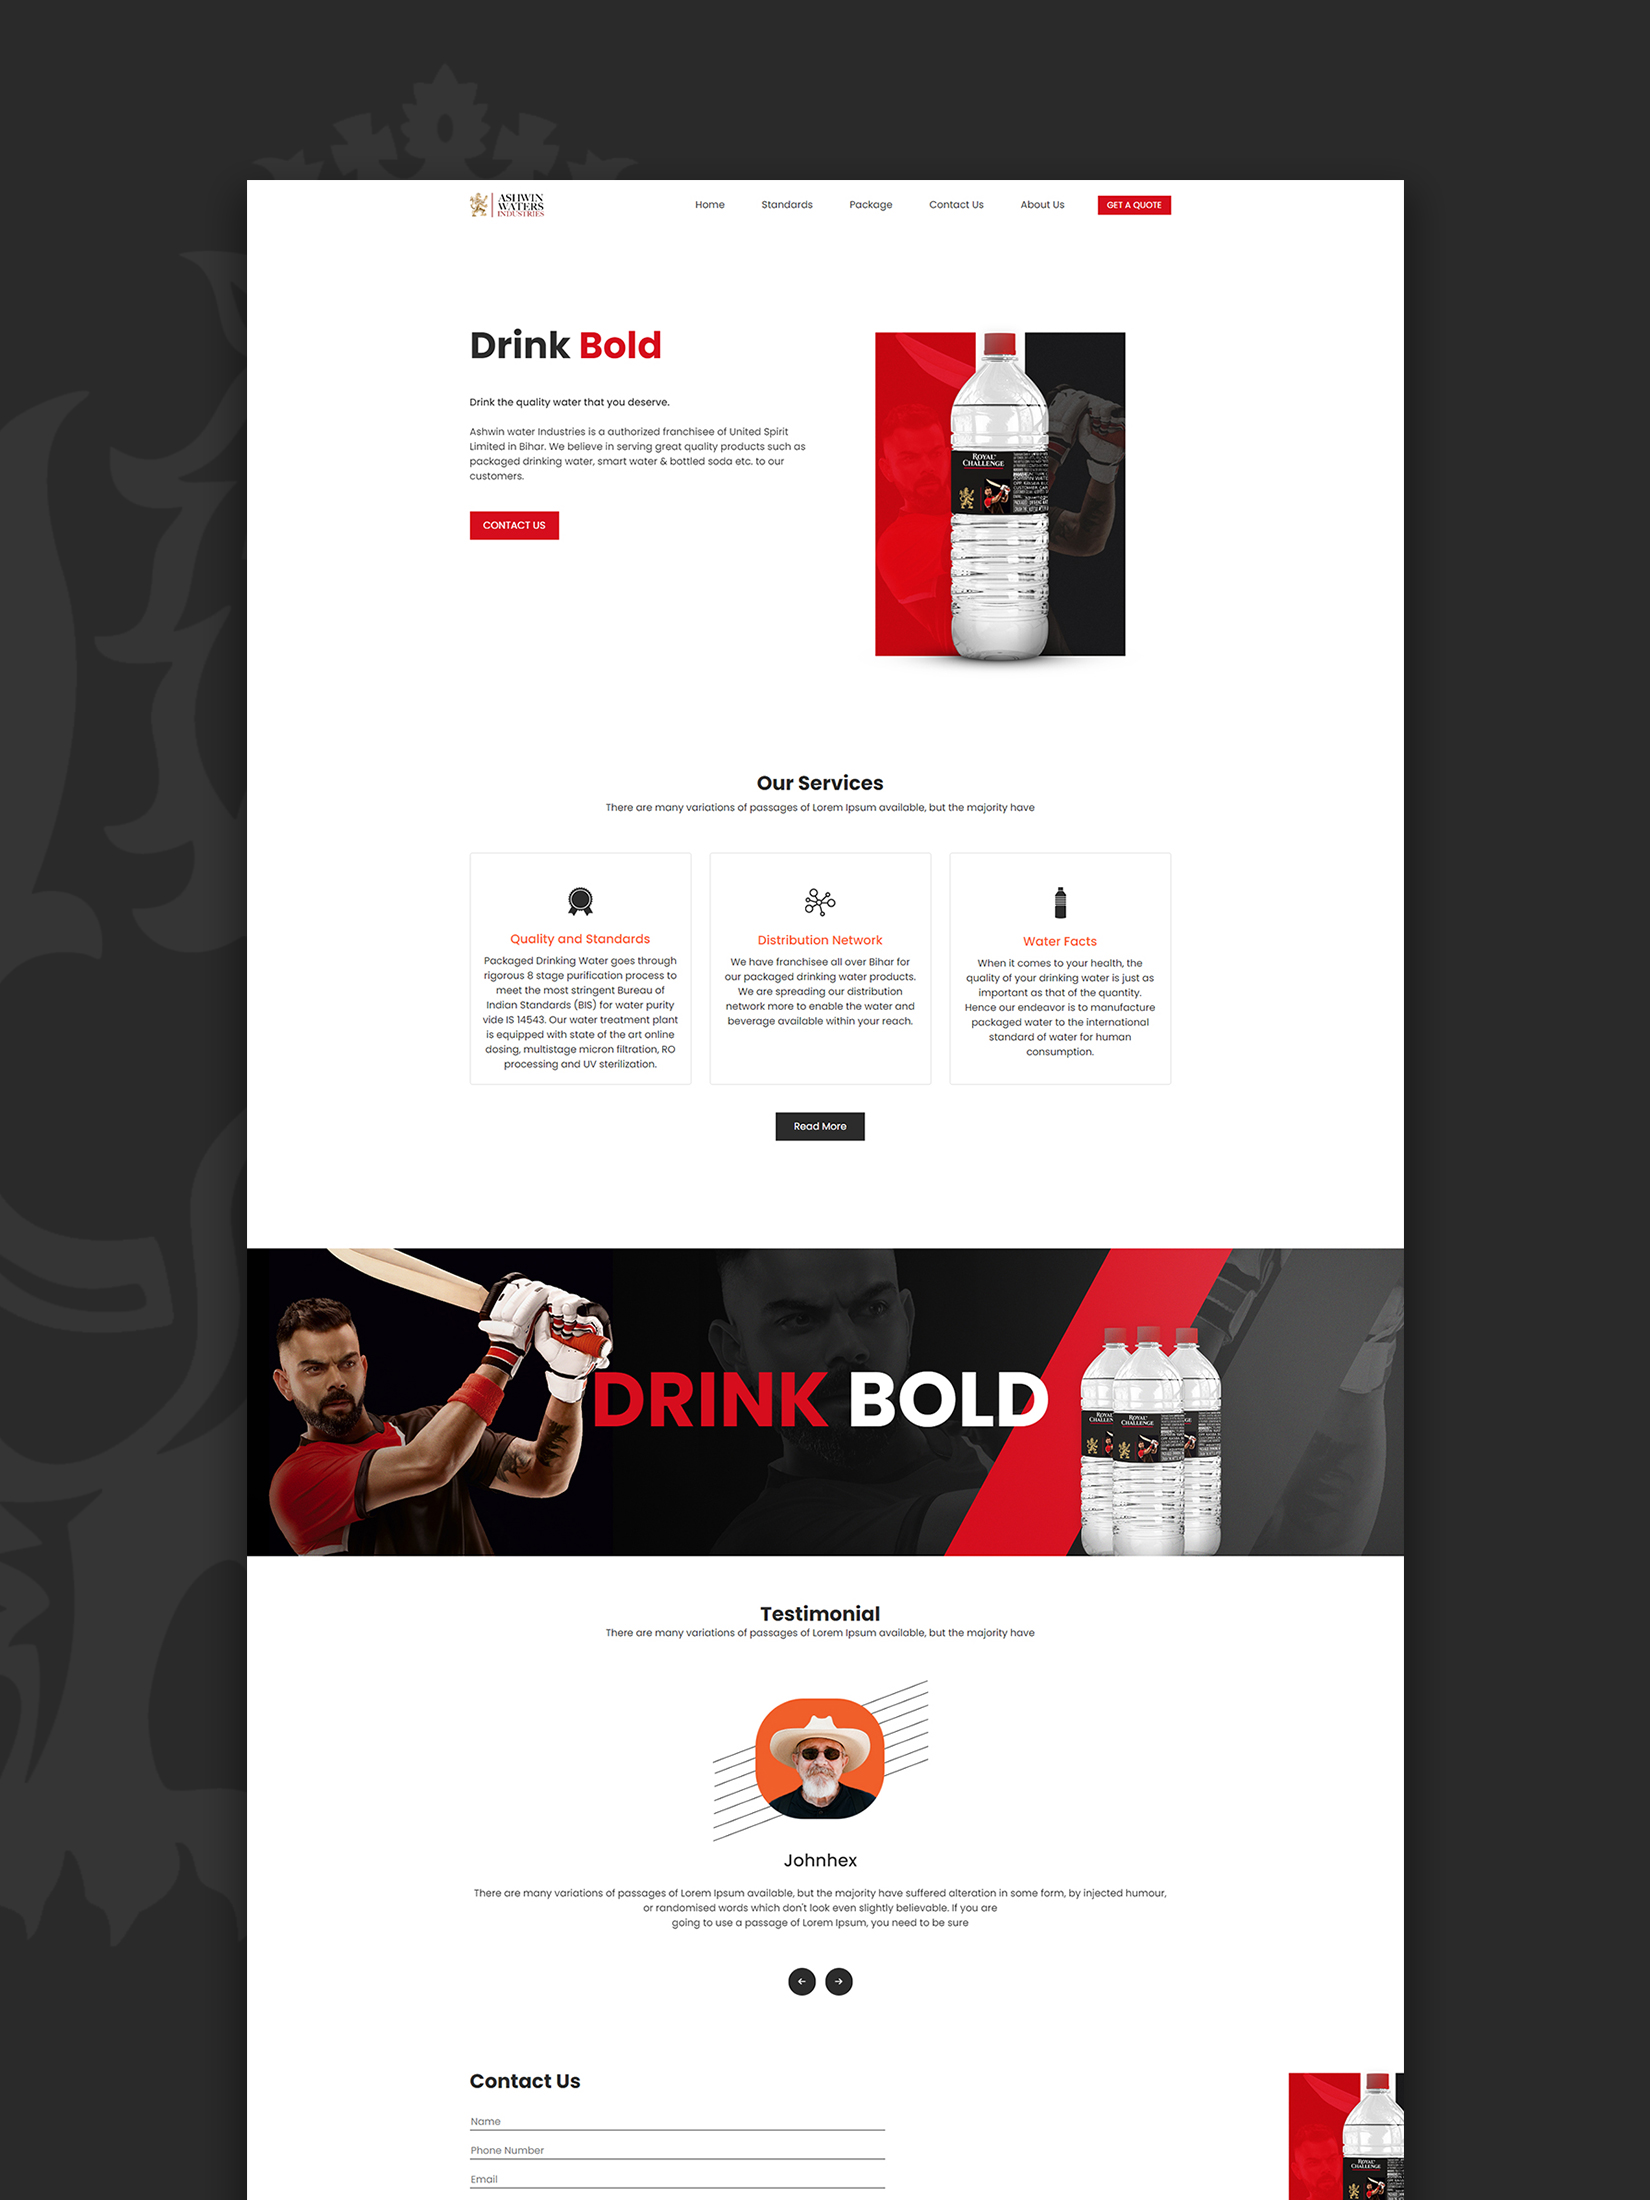 ASHWIN
WATERS
INDUSTRIES
Home
Standards
Package
Contact Us
About Us
GET A QUOTE
Drink Bold
Drink the quality water that you deserve.
Ashwin water Industries is a authorized franchisee of United Spirit
Limited in Bihar. We believe in serving great quality products such as
packaged drinking water, smart water & bottled soda etc. to our
customers.
CONTACT US
ROYAL
CHALLENGE
Our Services
There are many variations of passages of Lorem Ipsum available, but the majority have
Quality and Standards
Packaged Drinking Water goes through
rigorous 8 stage purification process to
meet the most stringent Bureau of
Indian Standards (BIS) for water purity
vide IS 14543. Our water treatment plant
is equipped with state of the art online
dosing, multistage micron filtration, RO
processing and UV sterilization.
Distribution Network
We have franchisee all over Bihar for
our packaged drinking water products.
We are spreading our distribution
network more to enable the water and
beverage available within your reach.
Water Facts
When it comes to your health, the
quality of your drinking water is just as
important as that of the quantity.
Hence our endeavor is to manufacture
packaged water to the international
standard of water for human
consumption.
Read More
DRINK BOLD
ROYAL
CHALLENGE
Testimonial
There are many variations of passages of Lorem Ipsum available, but the majority have
Johnhex
There are many variations of passages of Lorem Ipsum available, but the majority have suffered alteration in some form, by injected humour,
or randomised words which don't look even slightly believable. If you are
going to use a passage of Lorem Ipsum, you need to be sure
Contact Us
Name
Phone Number
Email
ROYAL
CHALLENGE